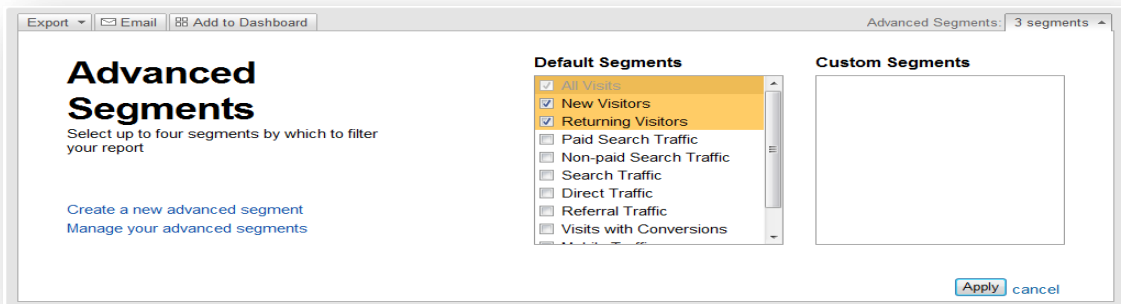 Export Email Add to Dashboard Advanced Segments: 3 segments
Advanced
Segments
Select up to four segments by which to filter
your report
Create a new advanced segment
Manage your advanced segments
Default Segments
All Visits
New Visitors
Returning Visitors
Paid Search Traffic
Non-paid Search Traffic
Search Traffic
Direct Traffic
Referral Traffic
Visits with Conversions
Custom Segments
Apply cancel